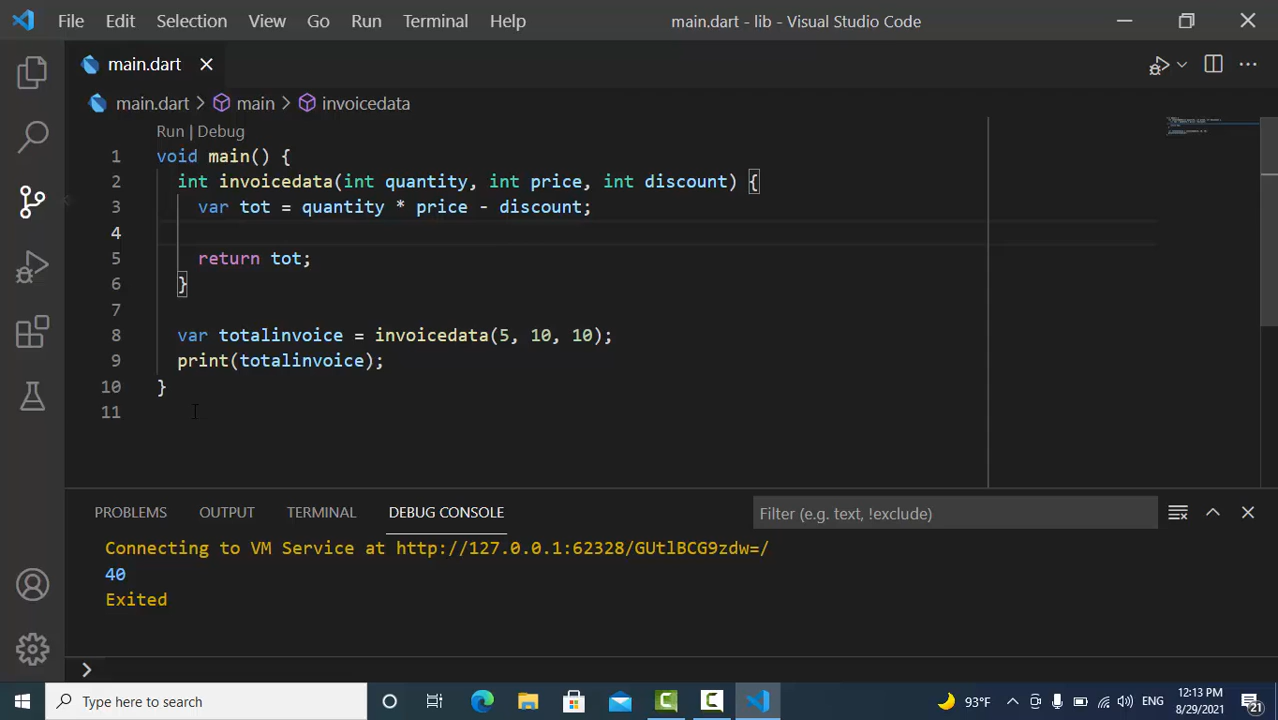 File Edit Selection View Go Run Terminal Help main.dart - lib - Visual Studio Code
main.dart
main.dart > main > invoicedata
Run | Debug
1 void main() {
2 int invoicedata(int quantity, int price, int discount) {
3 var tot = quantity * price - discount;
4
5 return tot;
6 }
7
8 var totalinvoice = invoicedata(5, 10, 10);
9 print(totalinvoice);
10 }
11
PROBLEMS OUTPUT TERMINAL DEBUG CONSOLE Filter (e.g. text, !exclude)
Connecting to VM Service at http://127.0.0.1:62328/GUtlBCG9zdw=/
40
Exited
>
Type here to search 93°F ENG 12:13 PM
8/29/2021 21